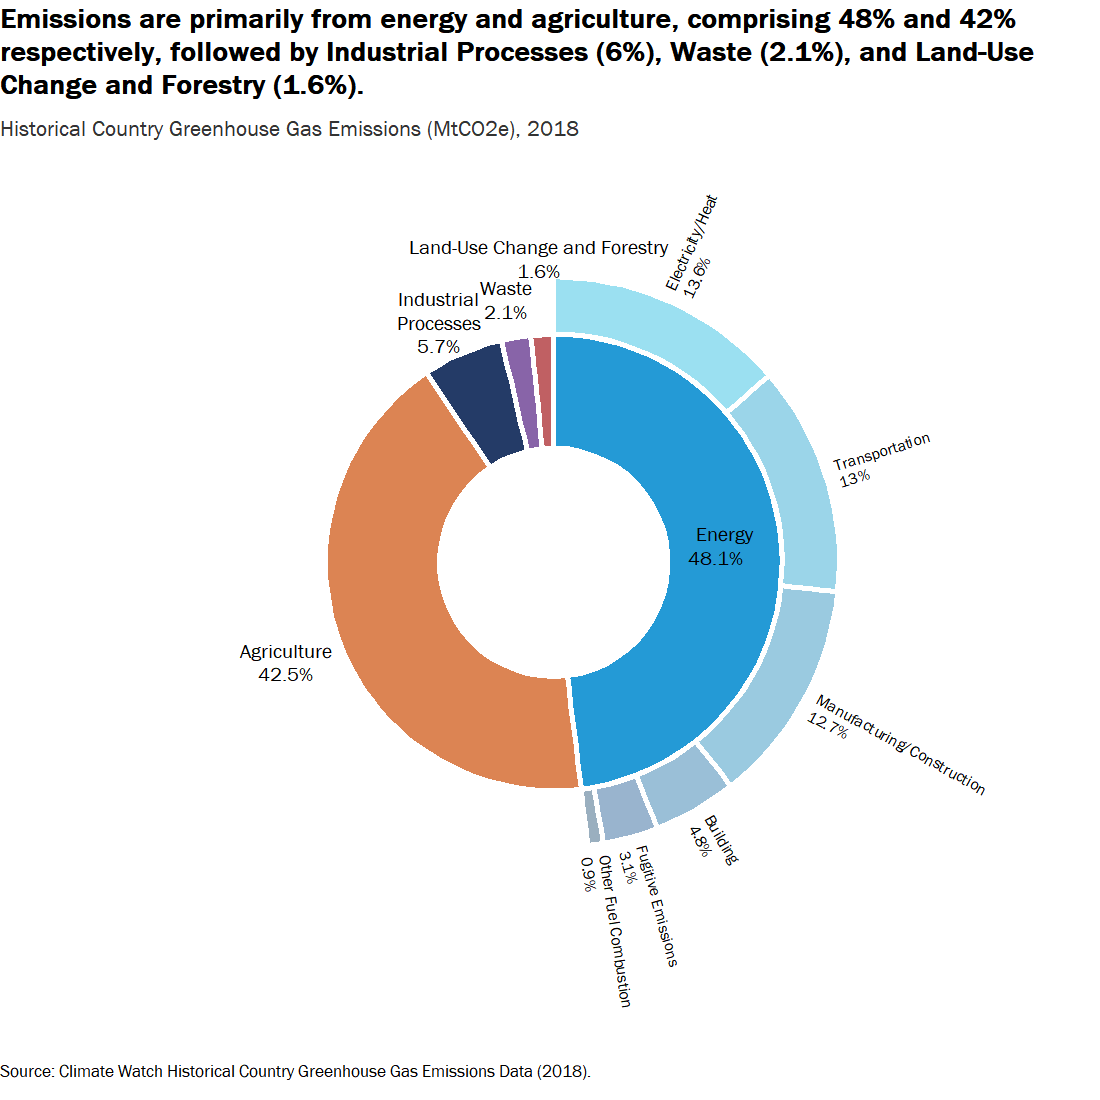 Emissions are primarily from energy and agriculture, comprising 48% and 42%
respectively, followed by Industrial Processes (6%), Waste (2.1%), and Land-Use
Change and Forestry (1.6%).
Historical Country Greenhouse Gas Emissions (MtCO2e), 2018
Land-Use Change and Forestry
1.6%
Waste
2.1%
Industrial
Processes
5.7%
Electricity/Heat
13.6%
Transportation
13%
Energy
48.1%
Agriculture
42.5%
Manufacturing/Construction
12.7%
Building
4.8%
Fugitive Emissions
3.1%
Other Fuel Combustion
0.9%
Source: Climate Watch Historical Country Greenhouse Gas Emissions Data (2018).